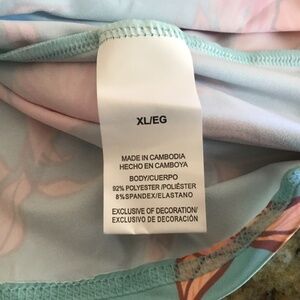 XL/EG
MADE IN CAMBODIA
HECHO EN CAMBOYA
BODY/CUERPO
92% POLYESTER /POLIÉSTER
8%SPANDEX/ELASTANO
EXCLUSIVE OF DECORATION/
EXCLUSIVO DE DECORACIÓN